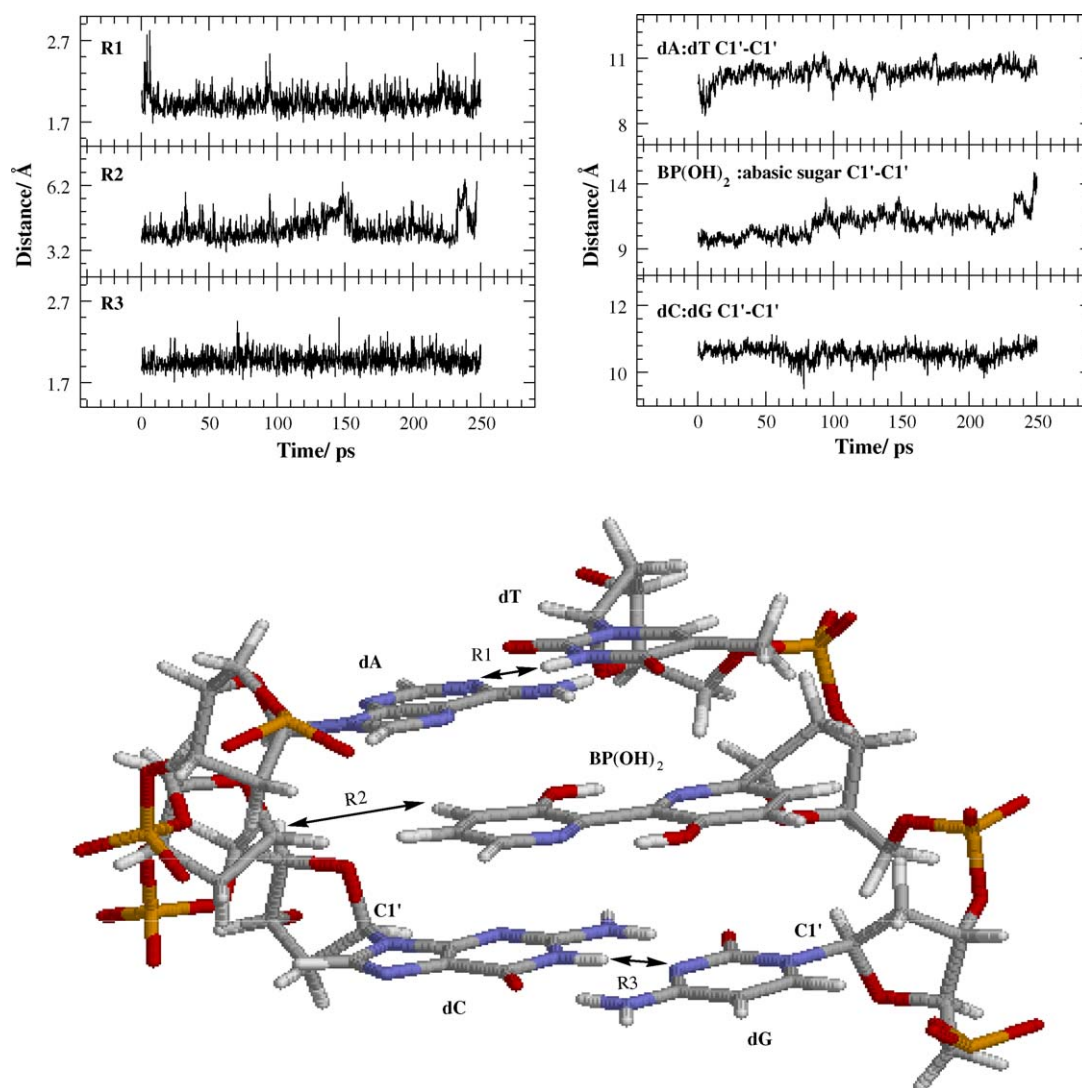 R1
2.7
1.7
R2
6.2
3.2
R3
2.7
1.7
Distance/ Å
0 50 100 150 200 250
Time/ ps
dA:dT C1'-C1'
11
8
BP(OH)2 :abasic sugar C1'-C1'
14
9
dC:dG C1'-C1'
12
10
Distance/ Å
0 50 100 150 200 250
Time/ ps
dT
dA
R1
BP(OH)2
R2
C1'
C1'
R3
dC
dG